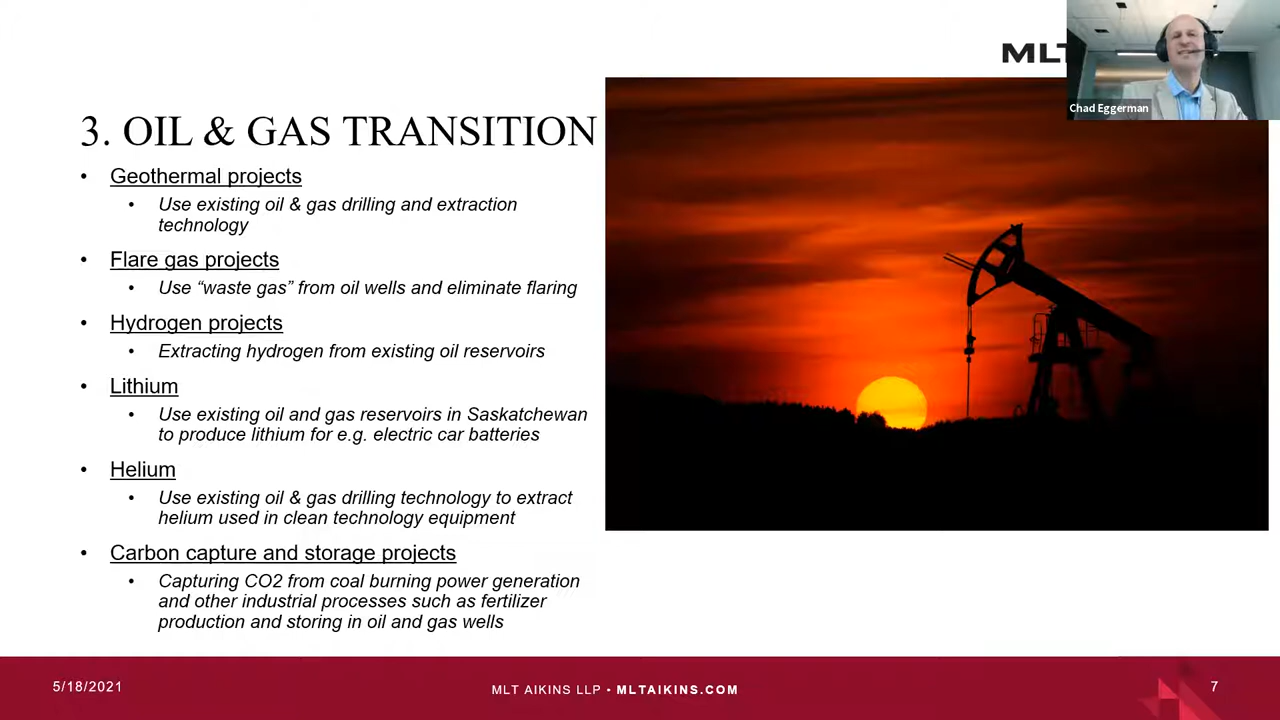 MLT
Chad Eggerman
3. OIL & GAS TRANSITION
• Geothermal projects
• Use existing oil & gas drilling and extraction
technology
• Flare gas projects
• Use “waste gas” from oil wells and eliminate flaring
• Hydrogen projects
• Extracting hydrogen from existing oil reservoirs
• Lithium
• Use existing oil and gas reservoirs in Saskatchewan
to produce lithium for e.g. electric car batteries
• Helium
• Use existing oil & gas drilling technology to extract
helium used in clean technology equipment
• Carbon capture and storage projects
• Capturing CO2 from coal burning power generation
and other industrial processes such as fertilizer
production and storing in oil and gas wells
5/18/2021
MLT AIKINS LLP • MLTAIKINS.COM
7